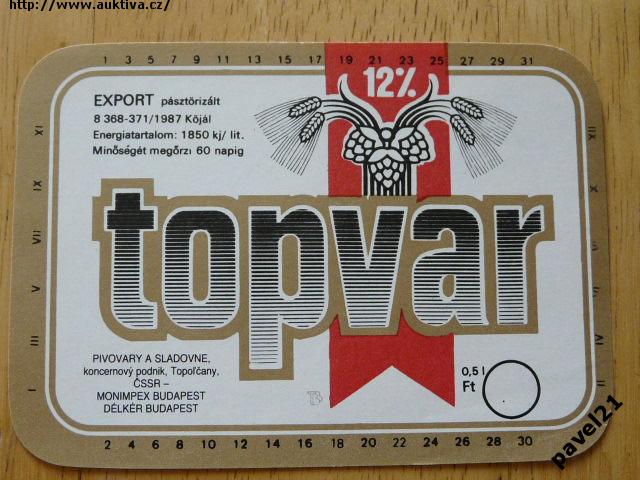 http://www.auktiva.cz/
1 3 5 7 9 11 13 15 17 19 21 23 25 27 29 31
12%
EXPORT pásztörizált
8 368-371/1987 Köjál
Energiatartalom: 1850 kj/ lit.
Minőségét megőrzi 60 napig
XI
IX
VII
V
III
I
XII
X
VI
IV
II
topvar
PIVOVARY A SLADOVNE,
koncernový podnik, Topoľčany,
ČSSR –
MONIMPEX BUDAPEST
DÉLKER BUDAPEST
0,5 l
Ft
2 4 6 8 10 12 14 16 18 20 22 24 26 28 30
pavel21